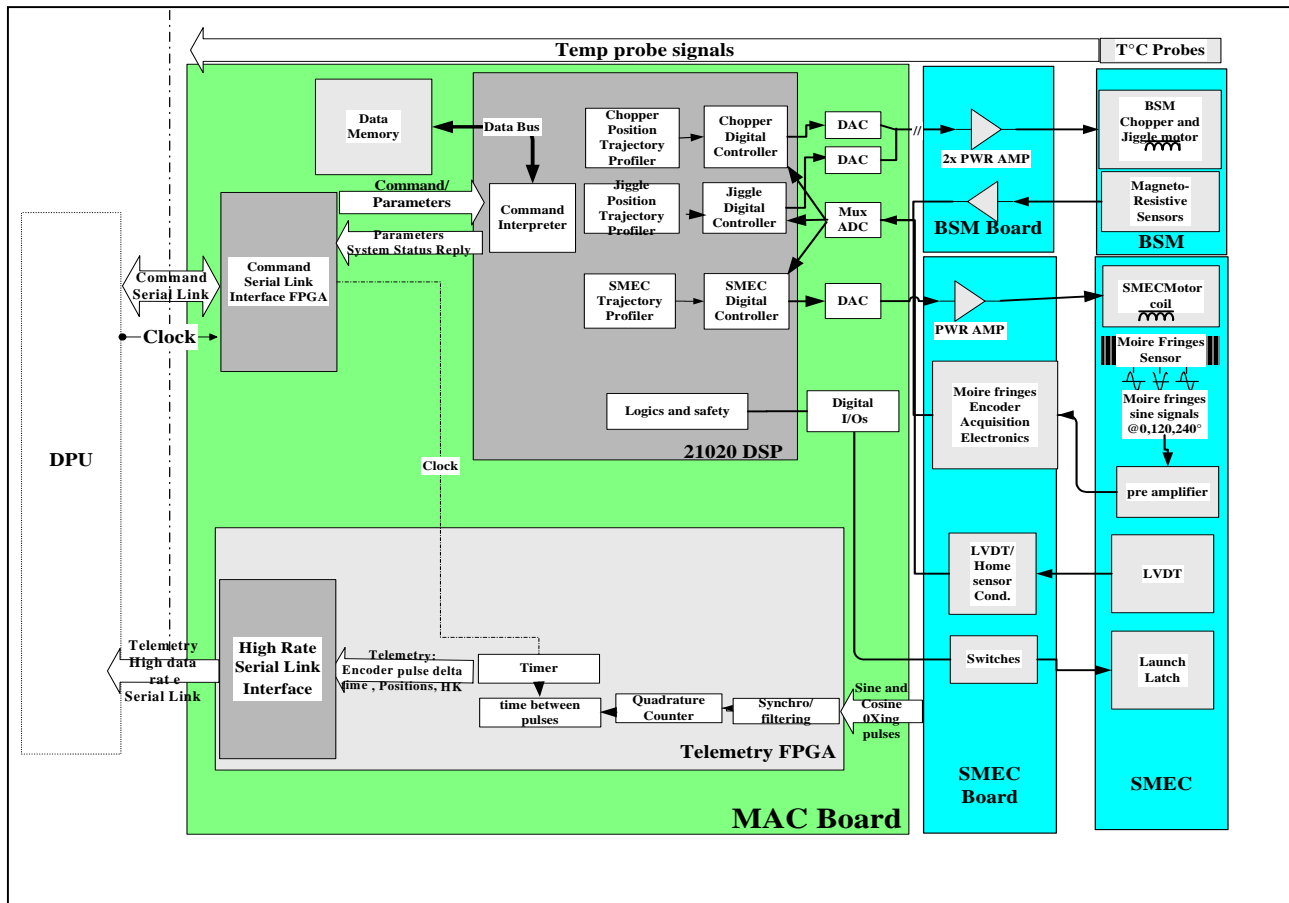 Temp probe signals
T°C Probes
Data
Memory
Data Bus
Chopper
Position
Trajectory
Profiler
Chopper
Digital
Controller
DAC
DAC
//
2x PWR AMP
BSM
Chopper and
Jiggle motor
Command/
Parameters
Command
Interpreter
Jiggle
Position
Trajectory
Profiler
Jiggle
Digital
Controller
Mux
ADC
BSM Board
Magneto-
Resistive
Sensors
BSM
Parameters
System Status Reply
Command
Serial Link
Command
Serial Link
Interface FPGA
Clock
SMEC
Trajectory
Profiler
SMEC
Digital
Controller
DAC
PWR AMP
SMECMotor
coil
Moire Fringes
Sensor
Moire fringes
sine signals
@0,120,240°
Logics and safety
Digital
I/Os
Moire fringes
Encoder
Acquisition
Electronics
21020 DSP
DPU
Clock
pre amplifier
LVDT/
Home
sensor
Cond.
LVDT
Switches
Launch
Latch
Telemetry
High data
rat e
Serial Link
High Rate
Serial Link
Interface
Telemetry:
Encoder pulse delta
time , Positions, HK
Timer
time between
pulses
Quadrature
Counter
Synchro/
filtering
Sine and
Cosine
0Xing
pulses
Telemetry FPGA
SMEC
Board
SMEC
MAC Board